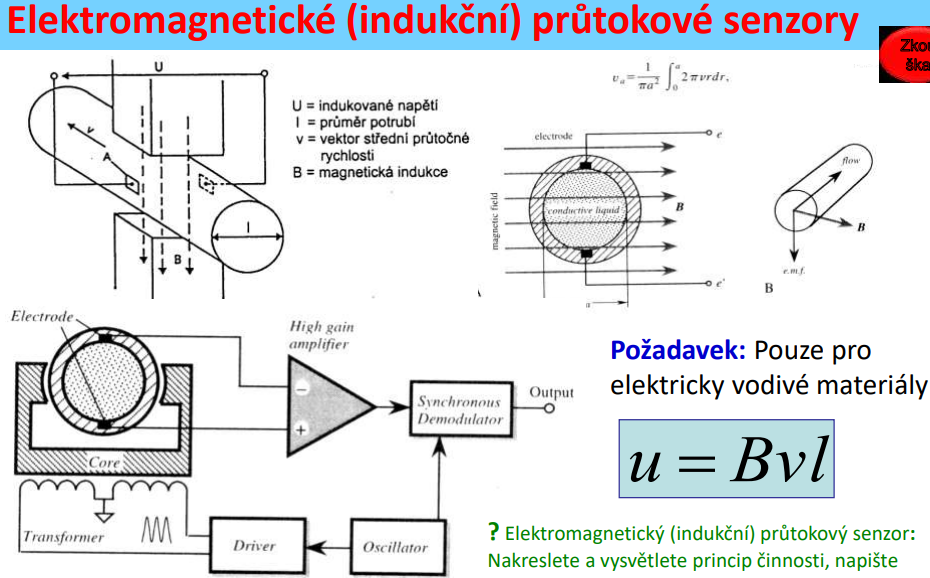 Elektromagnetické (indukční) průtokové senzory
U
v
A
B
l
U = indukované napětí
l = průměr potrubí
v = vektor střední průtočné
rychlosti
B = magnetická indukce
electrode
e
magnetic field
conductive liquid
B
e'
a
flow
B
e.m.f.
B
Electrode
High gain
amplifier
−
+
Synchronous
Demodulator
Output
Core
Transformer
Driver
Oscillator
Požadavek: Pouze pro
elektricky vodivé materiály
u = Bvl
? Elektromagnetický (indukční) průtokový senzor:
Nakreslete a vysvětlete princip činnosti, napište